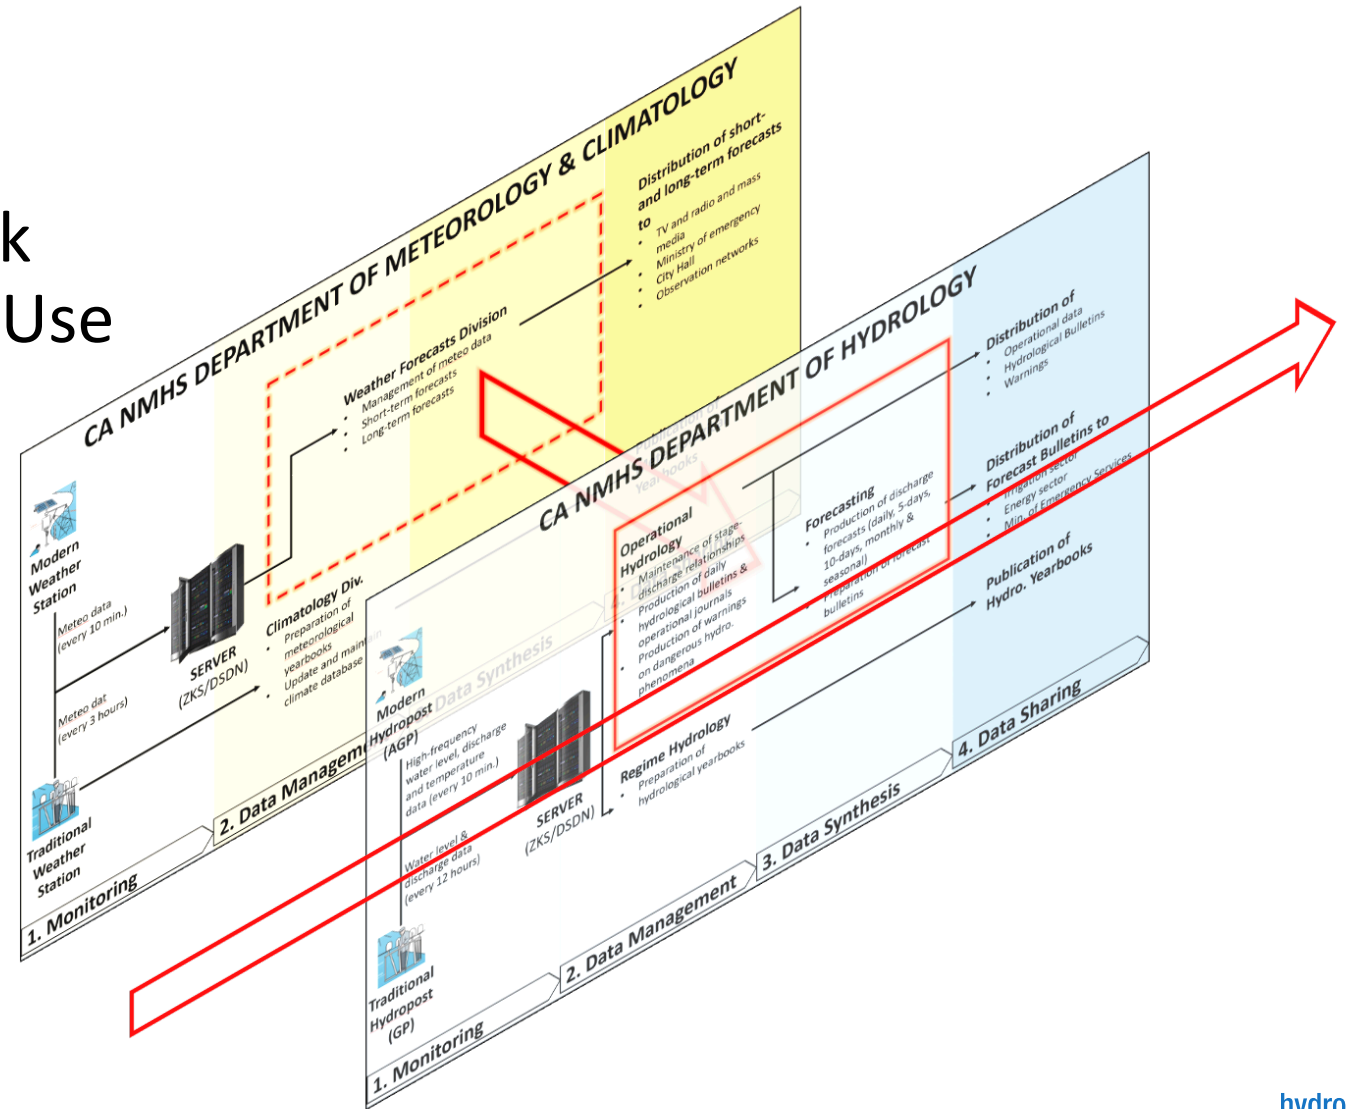 k
Use
CA NMHS DEPARTMENT OF METEOROLOGY & CLIMATOLOGY
Modern
Weather
Station
Meteo data
(every 10 min.)
Meteo dat
(every 3 hours)
Traditional
Weather
Station
SERVER
(ZKS/DSDN)
Weather Forecasts Division
• Management of meteo data
• Short-term forecasts
• Long-term forecasts
Climatology Div.
• Preparation of
meteorological
yearbooks
• Update and maintain
climate database
Distribution of short-
and long-term forecasts
to
• TV and radio and mass
media
• Ministry of emergency
• City Hall
• Observation networks
Publication of
Yearbooks
1. Monitoring
2. Data Management
Data Synthesis
4. Data
CA NMHS DEPARTMENT OF HYDROLOGY
Modern
Hydropost
(AGP)
High-frequency
water level, discharge
and temperature
data (every 10 min.)
Water level &
discharge data
(every 12 hours)
Traditional
Hydropost
(GP)
SERVER
(ZKS/DSDN)
Operational
Hydrology
• Maintenance of stage-
discharge relationships
• Production of daily
hydrological bulletins &
operational journals
• Production of warnings
on dangerous hydro.
phenomena
Regime Hydrology
• Preparation of
hydrological yearbooks
Forecasting
• Production of discharge
forecasts (daily, 5-days,
10-days, monthly &
seasonal)
• Preparation of forecast
bulletins
Distribution of
• Operational data
• Hydrological Bulletins
• Warnings
Distribution of
Forecast Bulletins to
• Irrigation sector
• Energy sector
• Min. of Emergency Services
Publication of
Hydro. Yearbooks
1. Monitoring
2. Data Management
3. Data Synthesis
4. Data Sharing
hydro